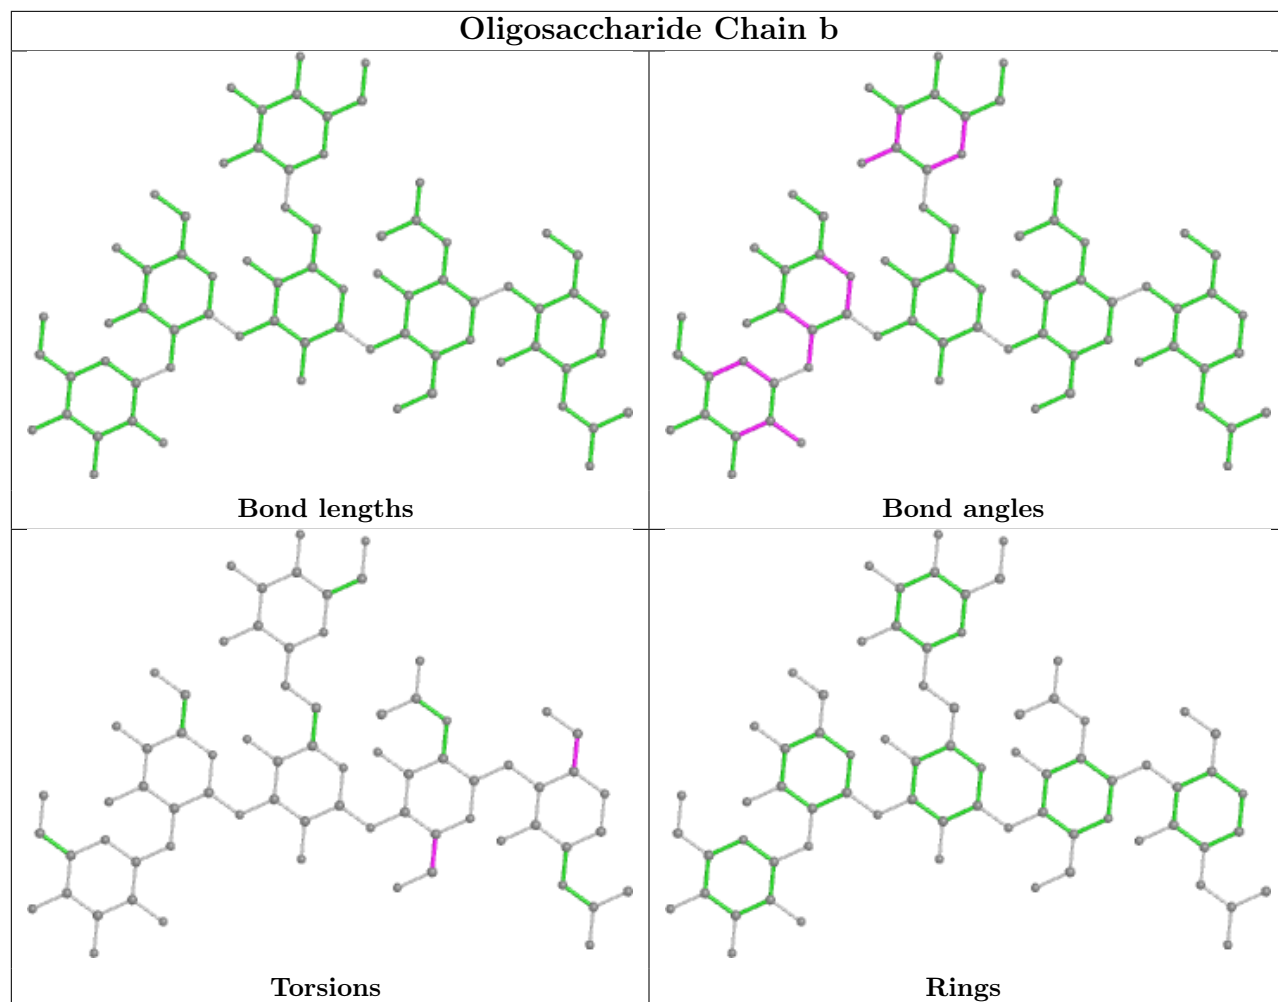 Oligosaccharide Chain b
Bond lengths
Bond angles
Torsions
Rings